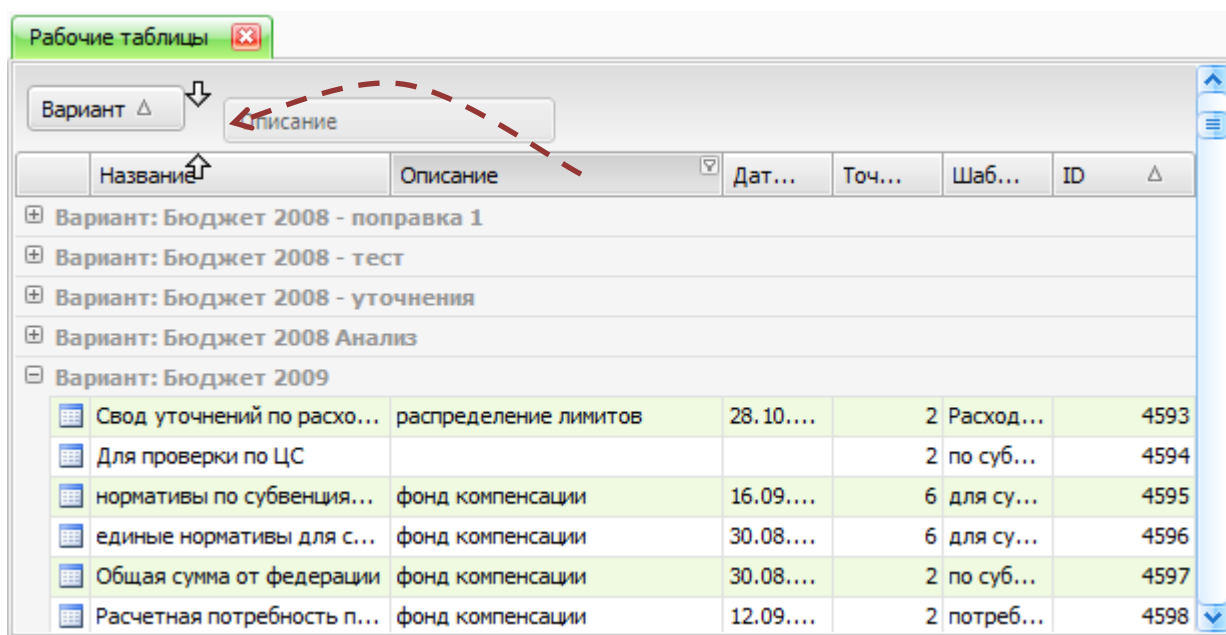 Рабочие таблицы
Вариант
Описание
Название Описание Дат... Точ... Шаб... ID
Вариант: Бюджет 2008 - поправка 1
Вариант: Бюджет 2008 - тест
Вариант: Бюджет 2008 - уточнения
Вариант: Бюджет 2008 Анализ
Вариант: Бюджет 2009
Свод уточнений по расхо... распределение лимитов 28.10.... 2 Расход... 4593
Для проверки по ЦС 2 по суб... 4594
нормативы по субвенция... фонд компенсации 16.09.... 6 для су... 4595
единые нормативы для с... фонд компенсации 30.08.... 6 для су... 4596
Общая сумма от федерации фонд компенсации 30.08.... 2 по суб... 4597
Расчетная потребность п... фонд компенсации 12.09.... 2 потреб... 4598